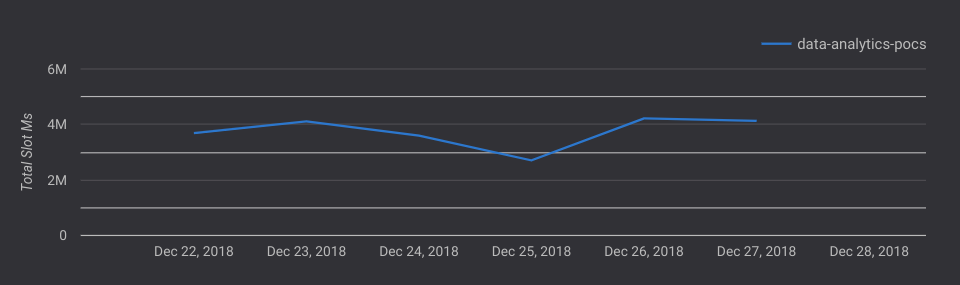 data-analytics-pocs
6M
4M
2M
0
Total Slot Ms
Dec 22, 2018 Dec 23, 2018 Dec 24, 2018 Dec 25, 2018 Dec 26, 2018 Dec 27, 2018 Dec 28, 2018